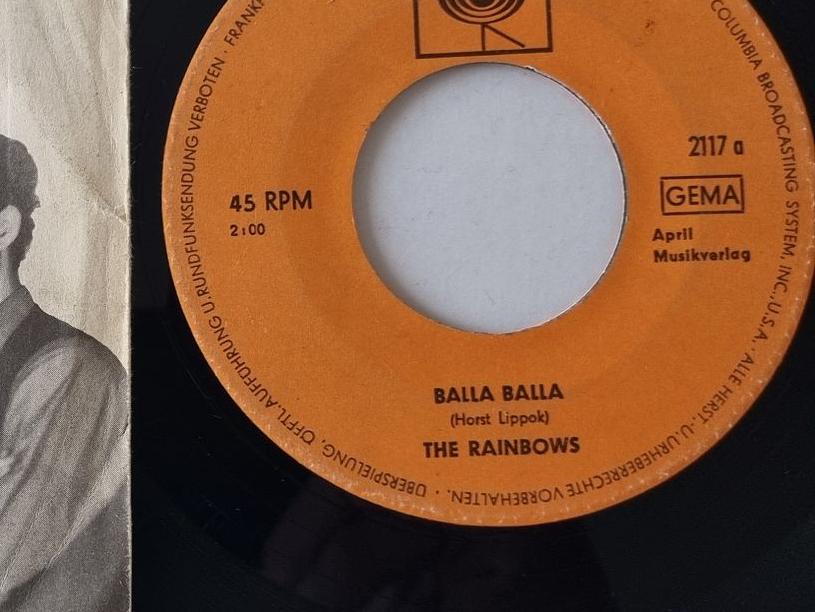 45 RPM
2:00
2117 a
GEMA
April
Musikverlag
BALLA BALLA
(Horst Lippok)
THE RAINBOWS
COLUMBIA BROADCASTING SYSTEM, INC., U.S.A. · ALLE HERST.- U. URHEBERRECHTE VORBEHALTEN. · ÜBERSPIELUNG, ÖFFTL. AUFFÜHRUNG U. RUNDFUNKSENDUNG VERBOTEN · FRANKF